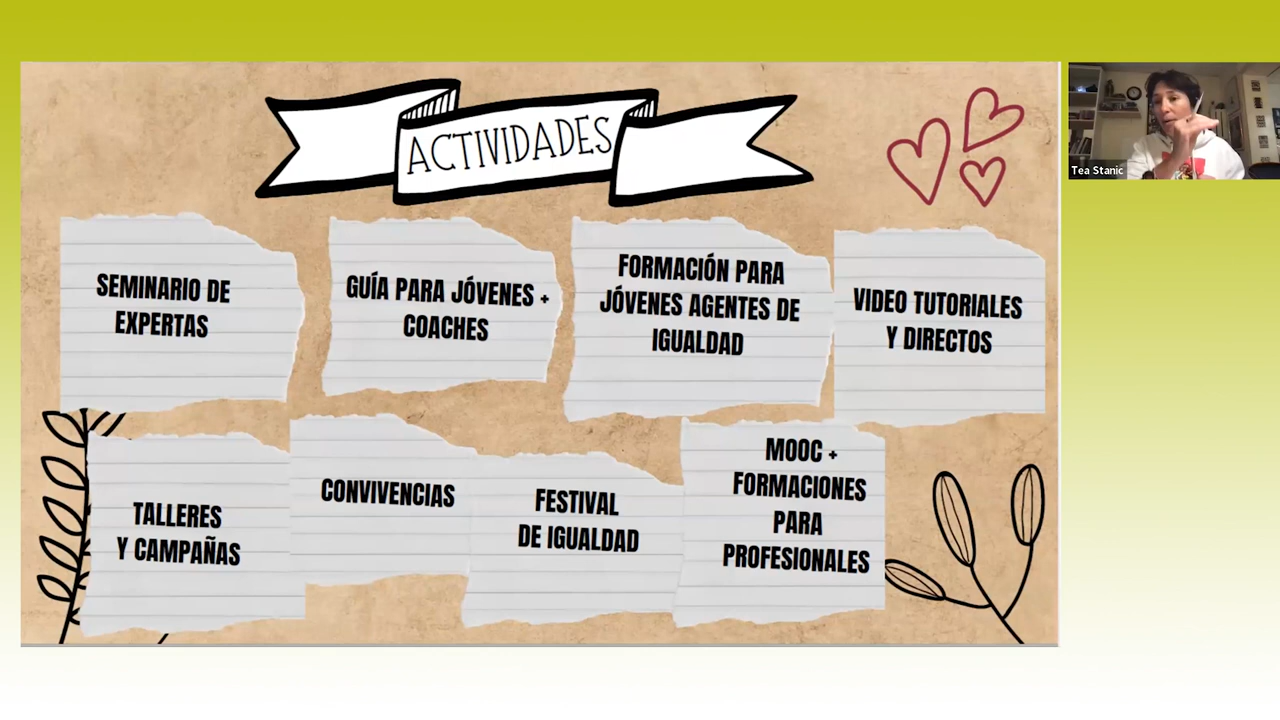 ACTIVIDADES
SEMINARIO DE
EXPERTAS
GUÍA PARA JÓVENES +
COACHES
FORMACIÓN PARA
JÓVENES AGENTES DE
IGUALDAD
VIDEO TUTORIALES
Y DIRECTOS
TALLERES
Y CAMPAÑAS
CONVIVENCIAS
FESTIVAL
DE IGUALDAD
MOOC +
FORMACIONES
PARA
PROFESIONALES
Tea Stanic